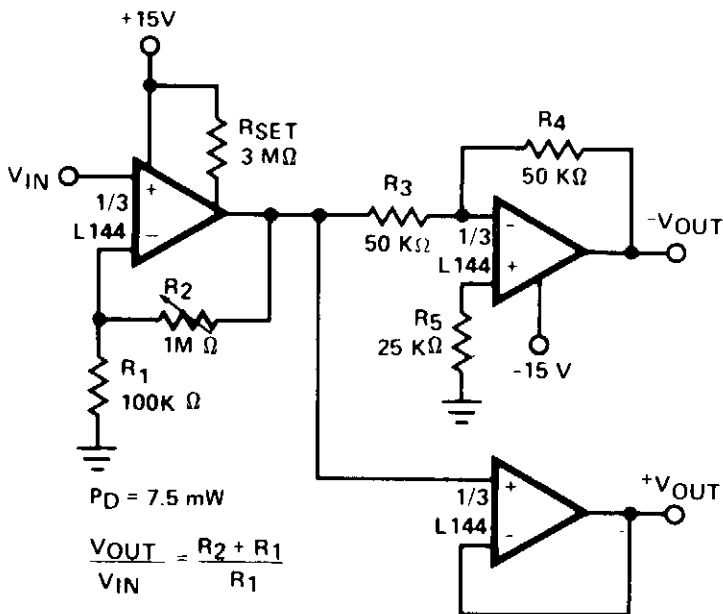 +15V
RSET
3 MΩ
VIN
+
1/3
L144
−
R2
1M Ω
R1
100K Ω
R3
50 KΩ
R4
50 KΩ
-
1/3
L144
+
−VOUT
R5
25 KΩ
-15 V
+
1/3
L144
-
+VOUT
PD = 7.5 mW
VOUT / VIN = R2 + R1 / R1